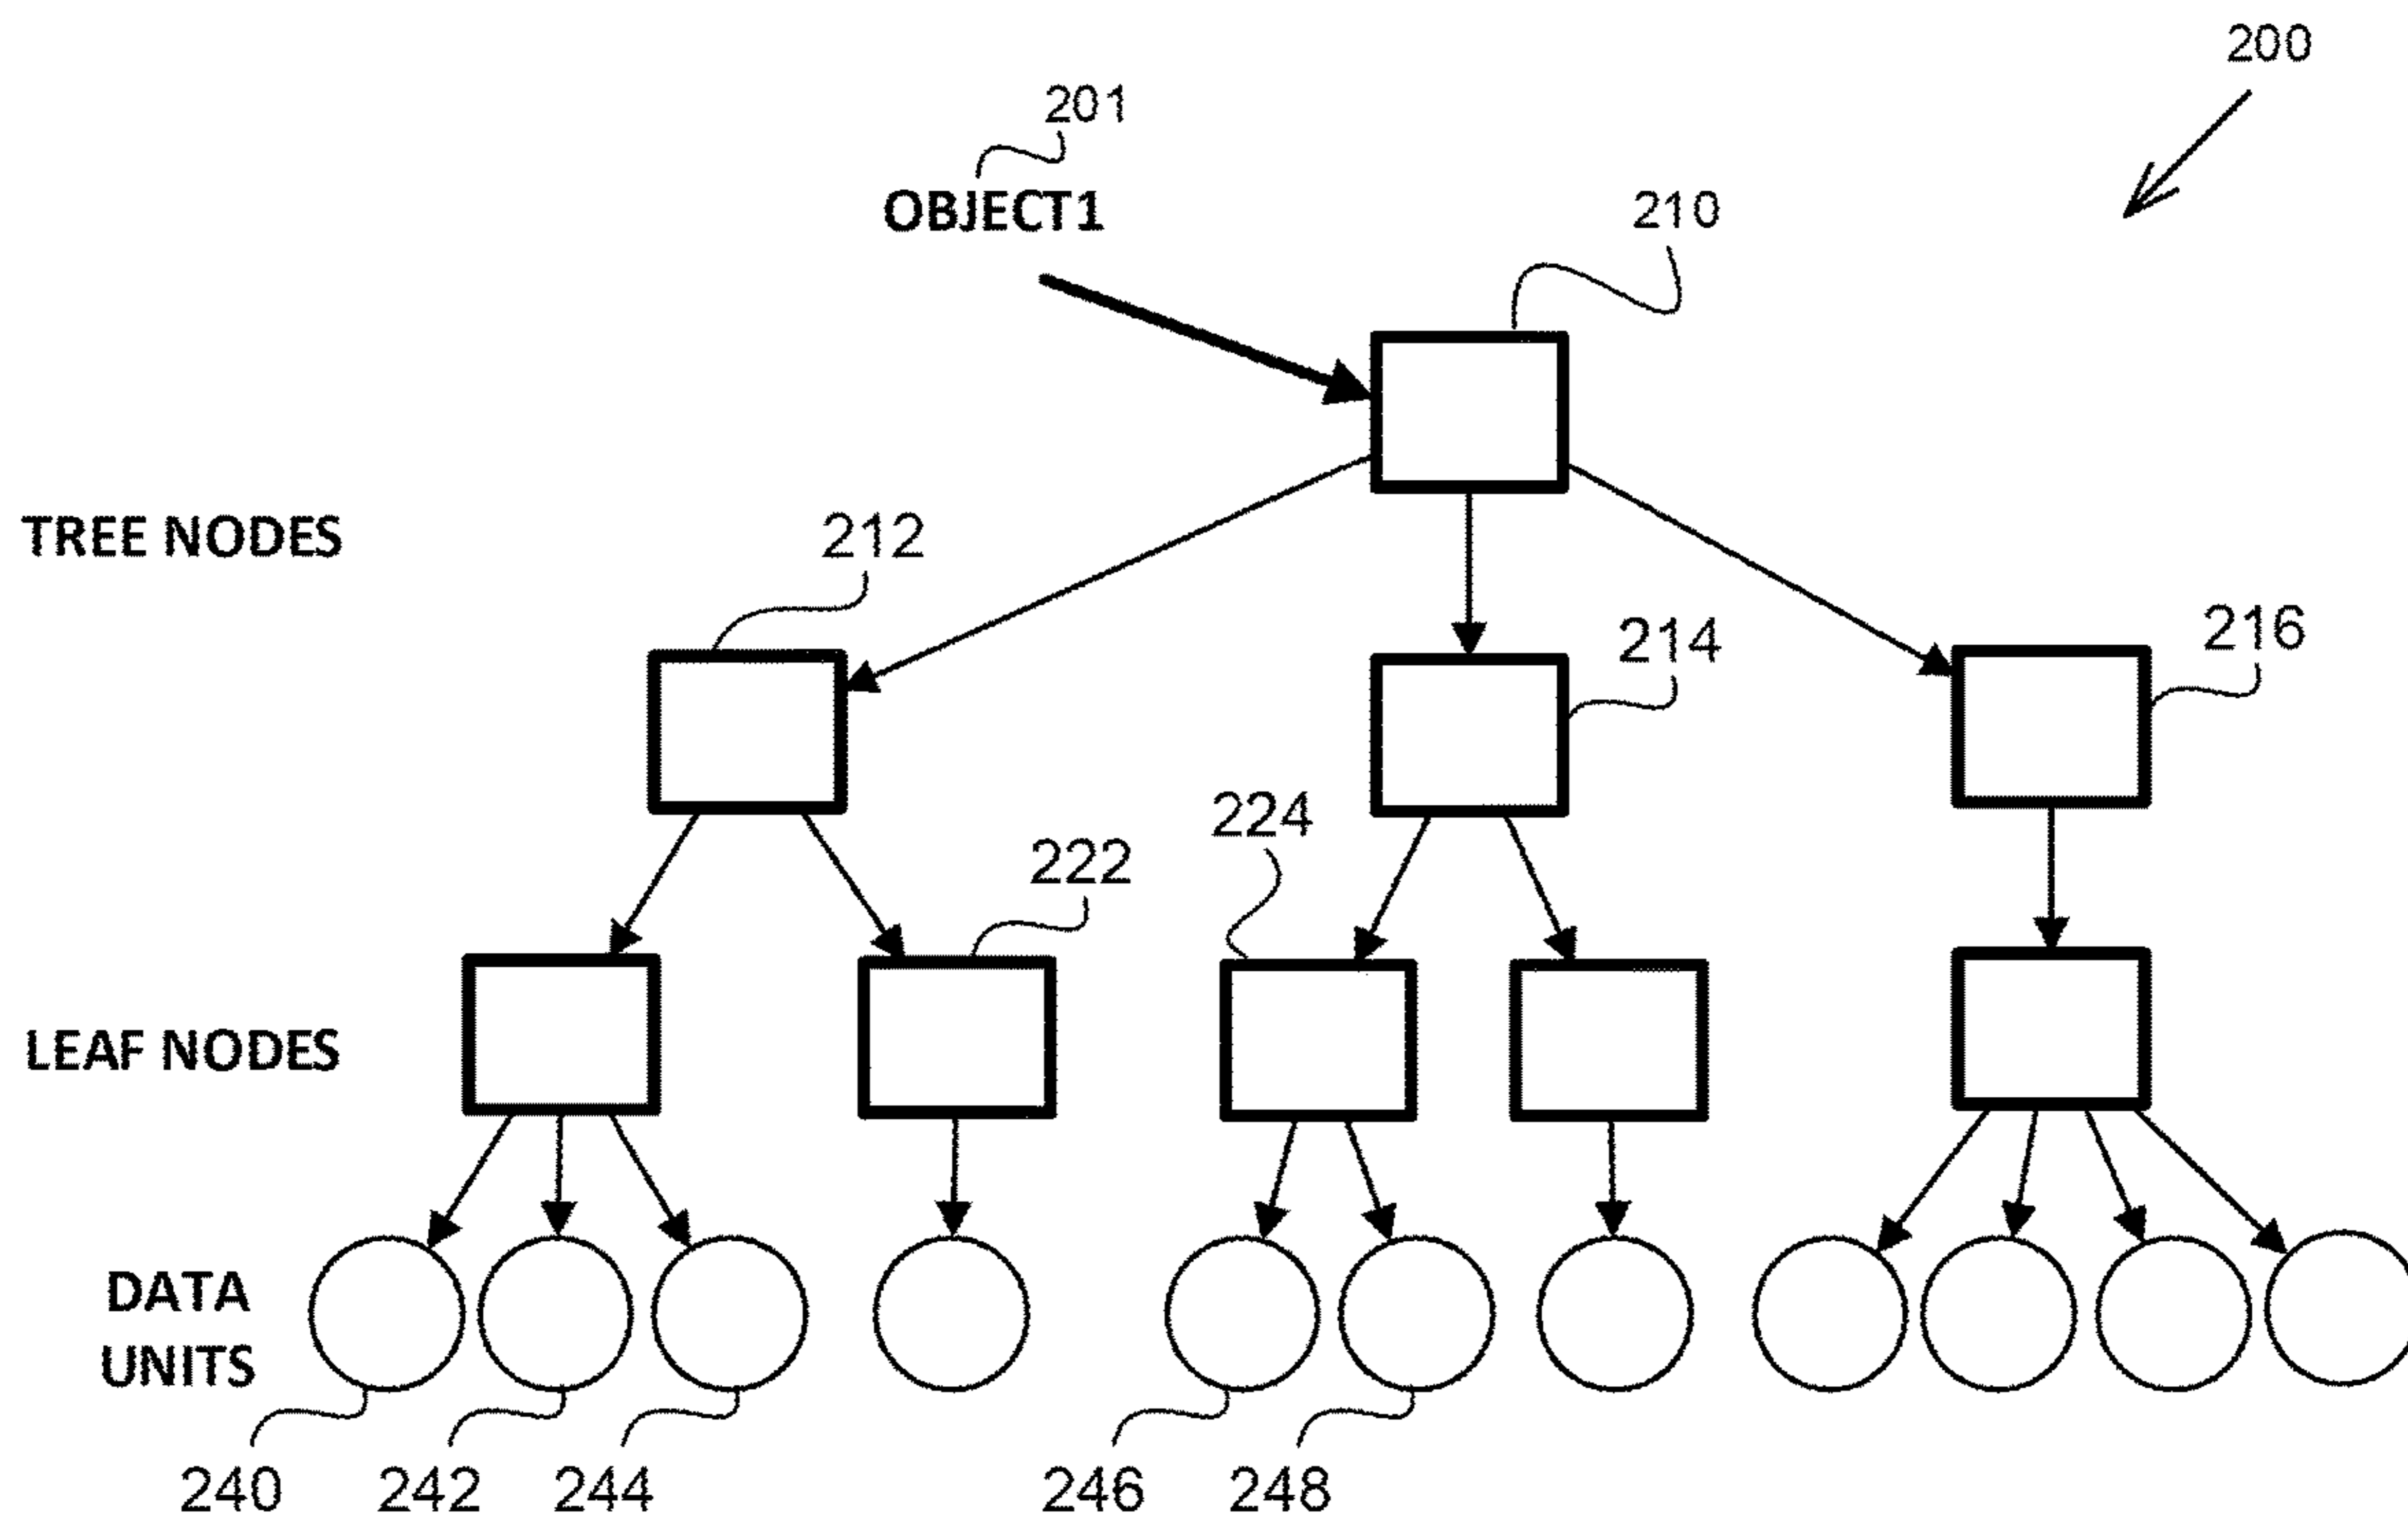 200
201
OBJECT1
210
TREE NODES
212
214
216
224
222
LEAF NODES
DATA
UNITS
240
242
244
246
248